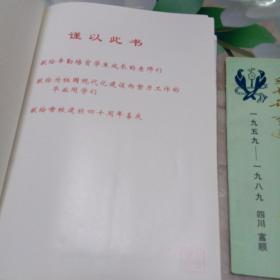 谨以此书
献给辛勤培育学生成长的老师们
献给为祖国现代化建设而努力工作的
毕业同学们
献给母校建校四十周年喜庆
一九五九—一九八九 四川 富顺